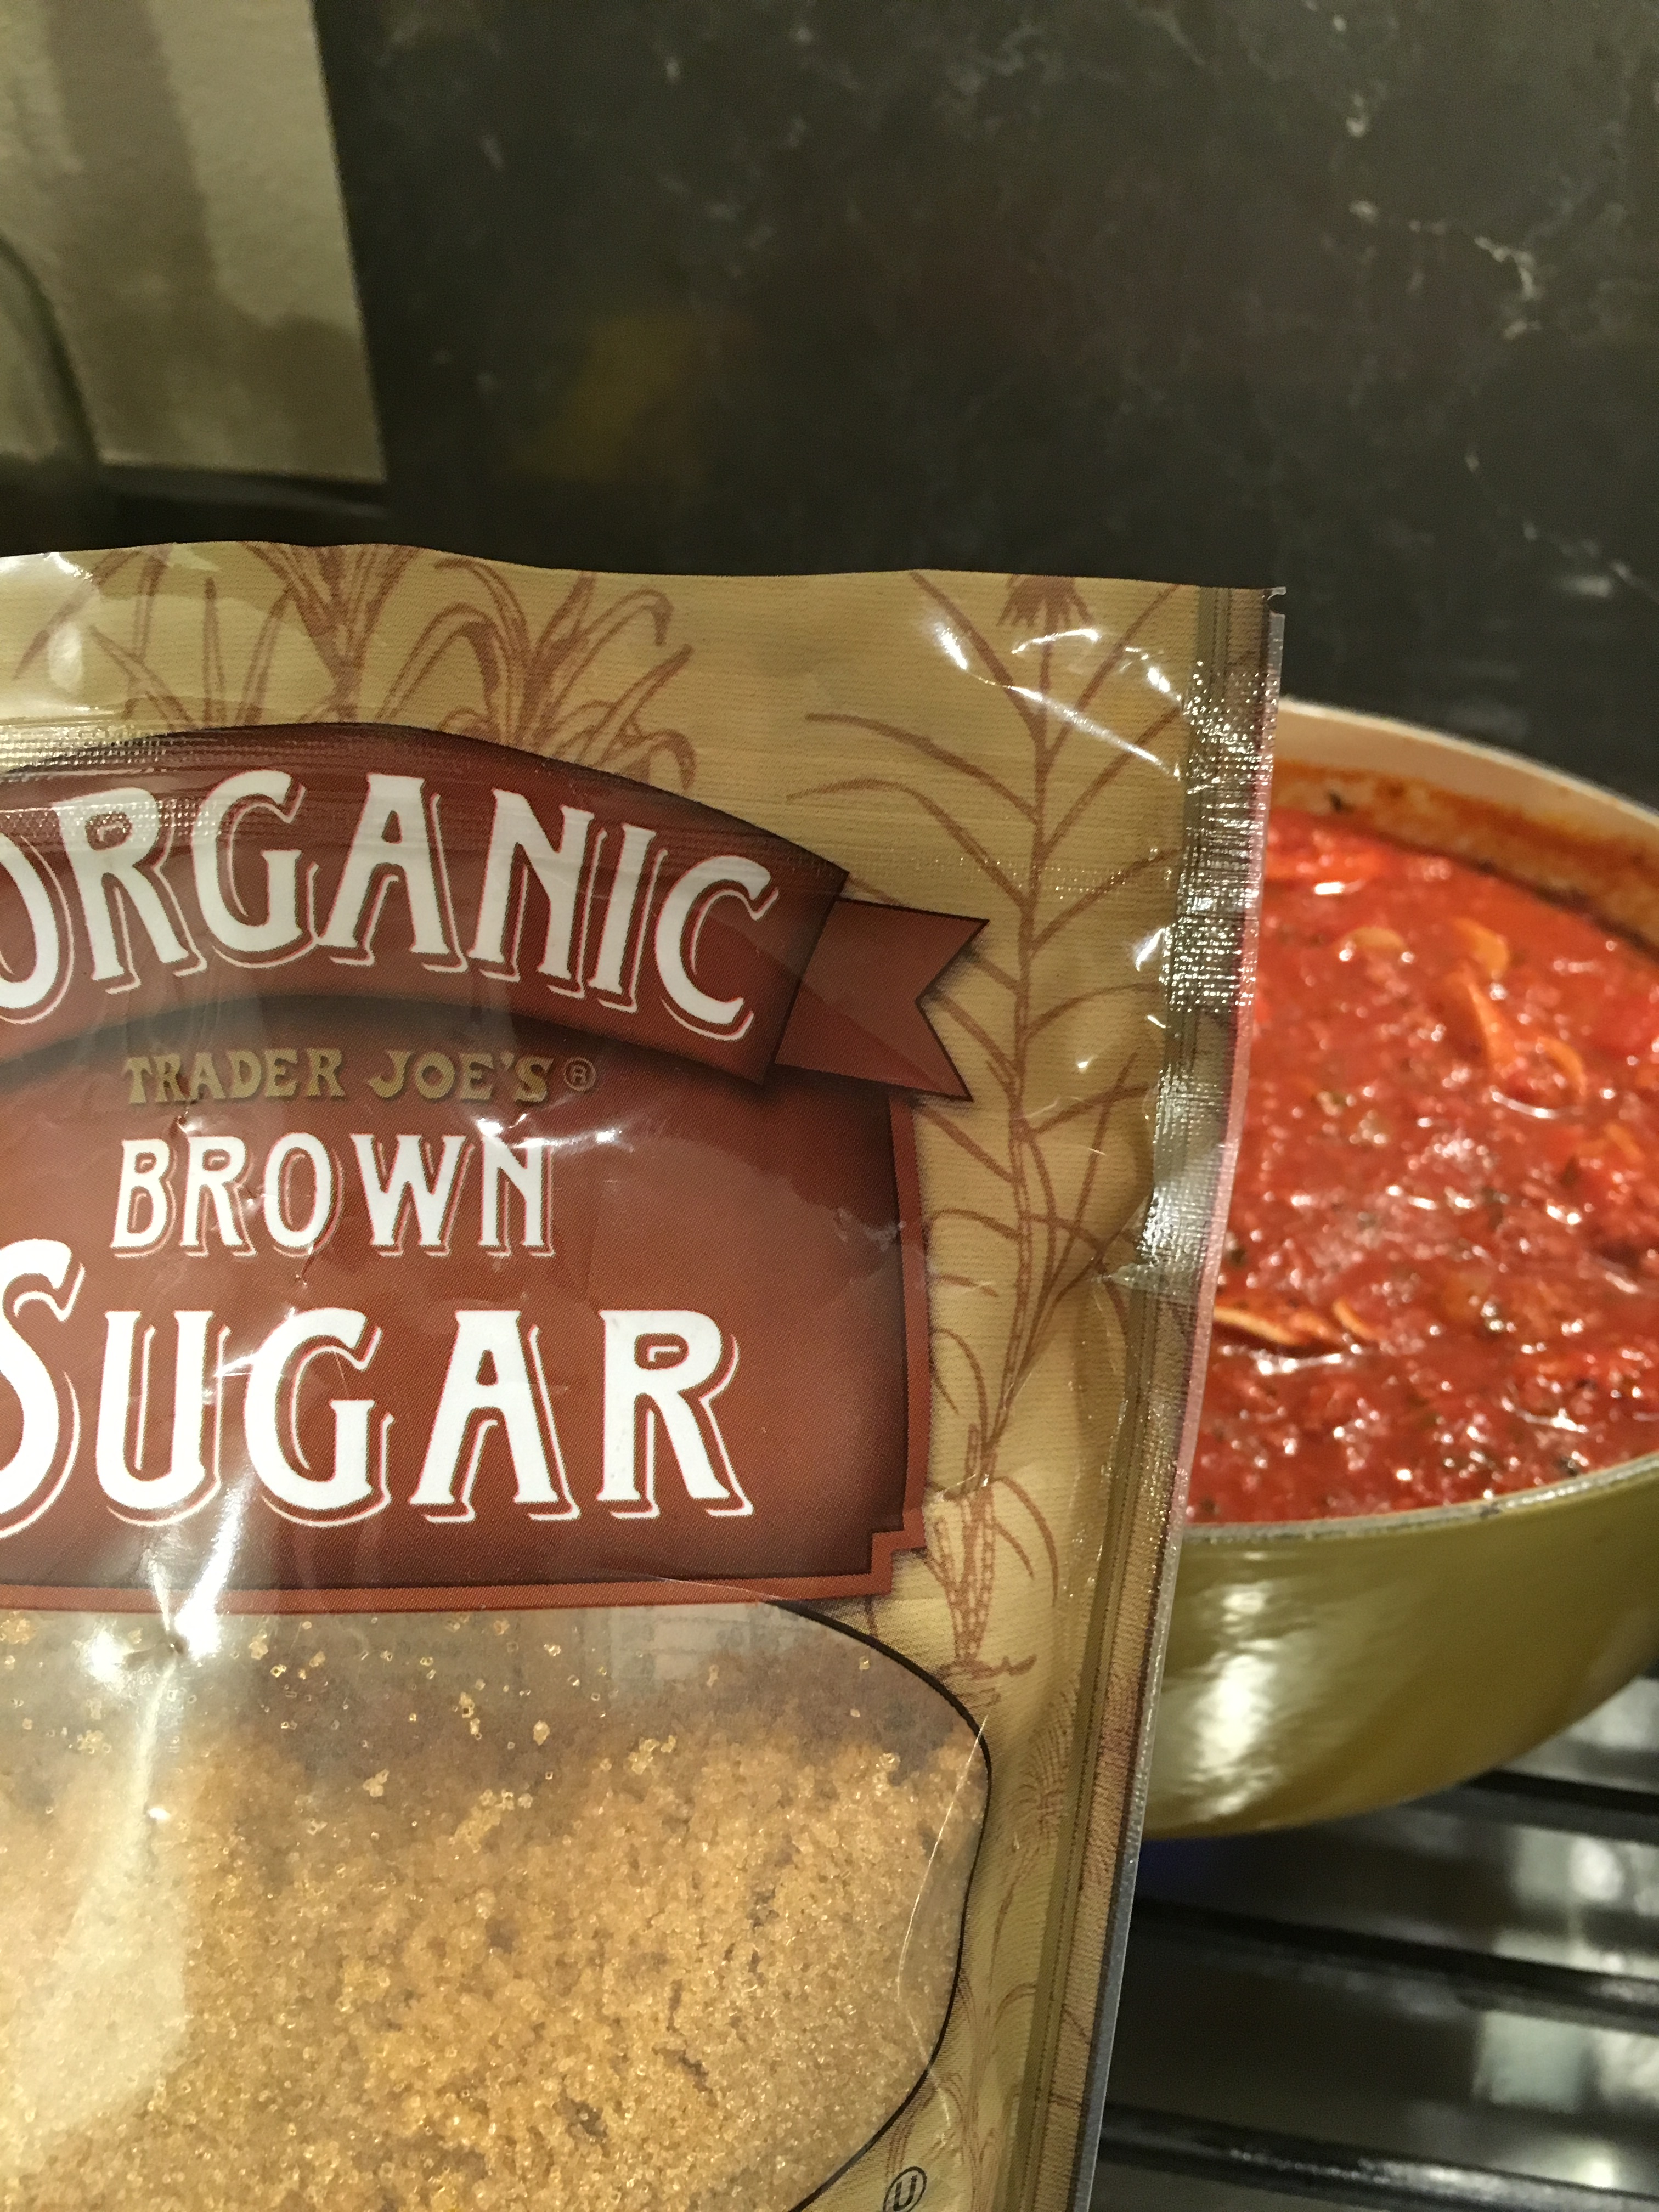 ORGANIC
TRADER JOE'S®
BROWN
SUGAR
U